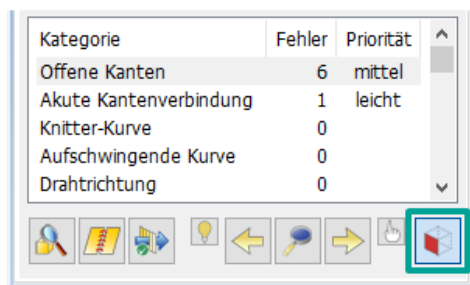 Kategorie Fehler Priorität
Offene Kanten 6 mittel
Akute Kantenverbindung 1 leicht
Knitter-Kurve 0
Aufschwingende Kurve 0
Drahtrichtung 0